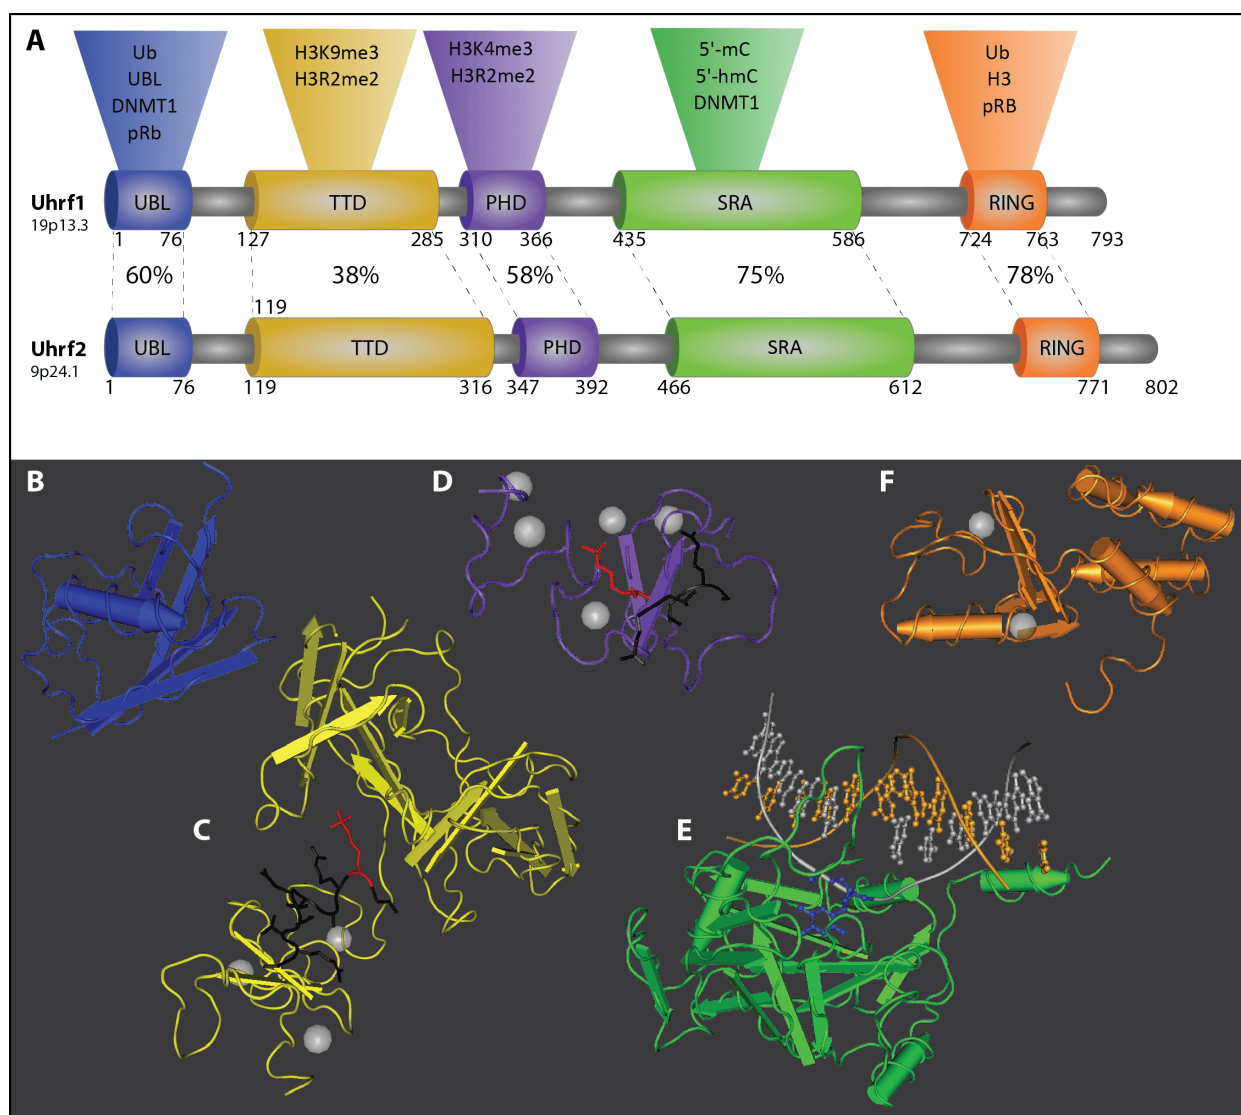 A
Ub
UBL
DNMT1
pRb
H3K9me3
H3R2me2
H3K4me3
H3R2me2
5'-mC
5'-hmC
DNMT1
Ub
H3
pRB
Uhrf1
19p13.3
UBL TTD PHD SRA RING
1 76 127 285 310 366 435 586 724 763 793
60% 38% 58% 75% 78%
119
Uhrf2
9p24.1
UBL TTD PHD SRA RING
1 76 119 316 347 392 466 612 771 802
B
D
F
C
E